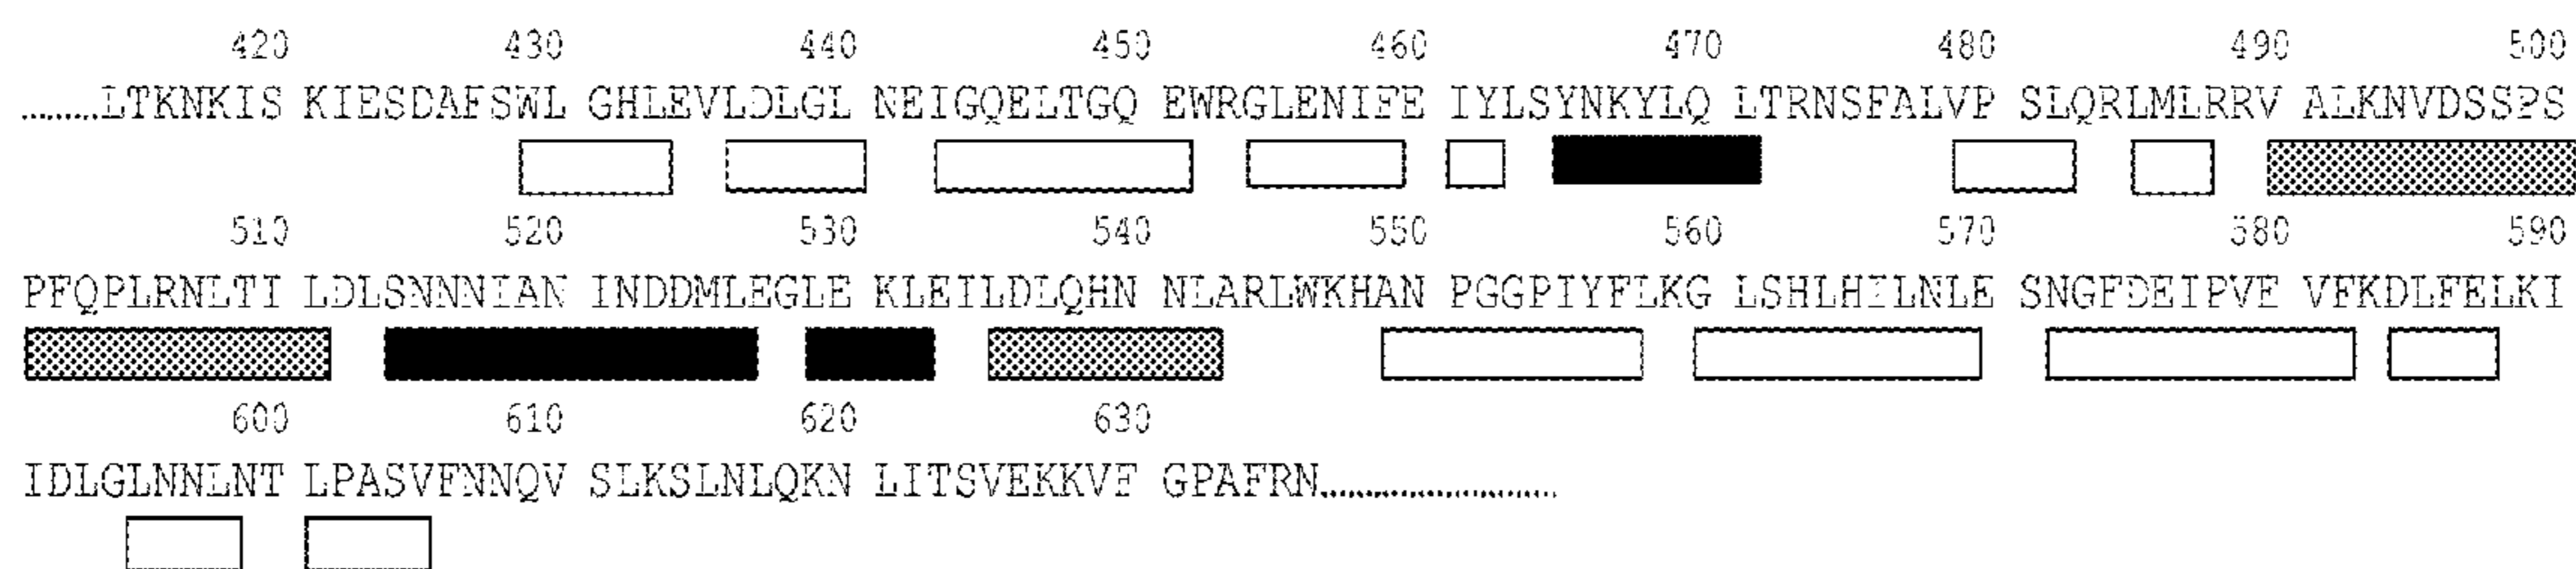 420 430 440 450 460 470 480 490 500
.........LTKNKIS KIESDAFSWL GHLEVLDLGL NEIGQELTGQ EWRGLENIFE IYLSYNKYLQ LTRNSFALVP SLQRLMLRRV ALKNVDSSPS
510 520 530 540 550 560 570 580 590
PFQPLRNLTI LDLSNNNIAN INDDMLEGLE KLEILDLQHN NLARLWKHAN PGGPIYFLKG LSHLHILNLE SNGFDEIPVE VFKDLFELKI
600 610 620 630
IDLGLNNLNT LPASVFNNQV SLKSLNLQKN LITSVEKKVF GPAFRN........................